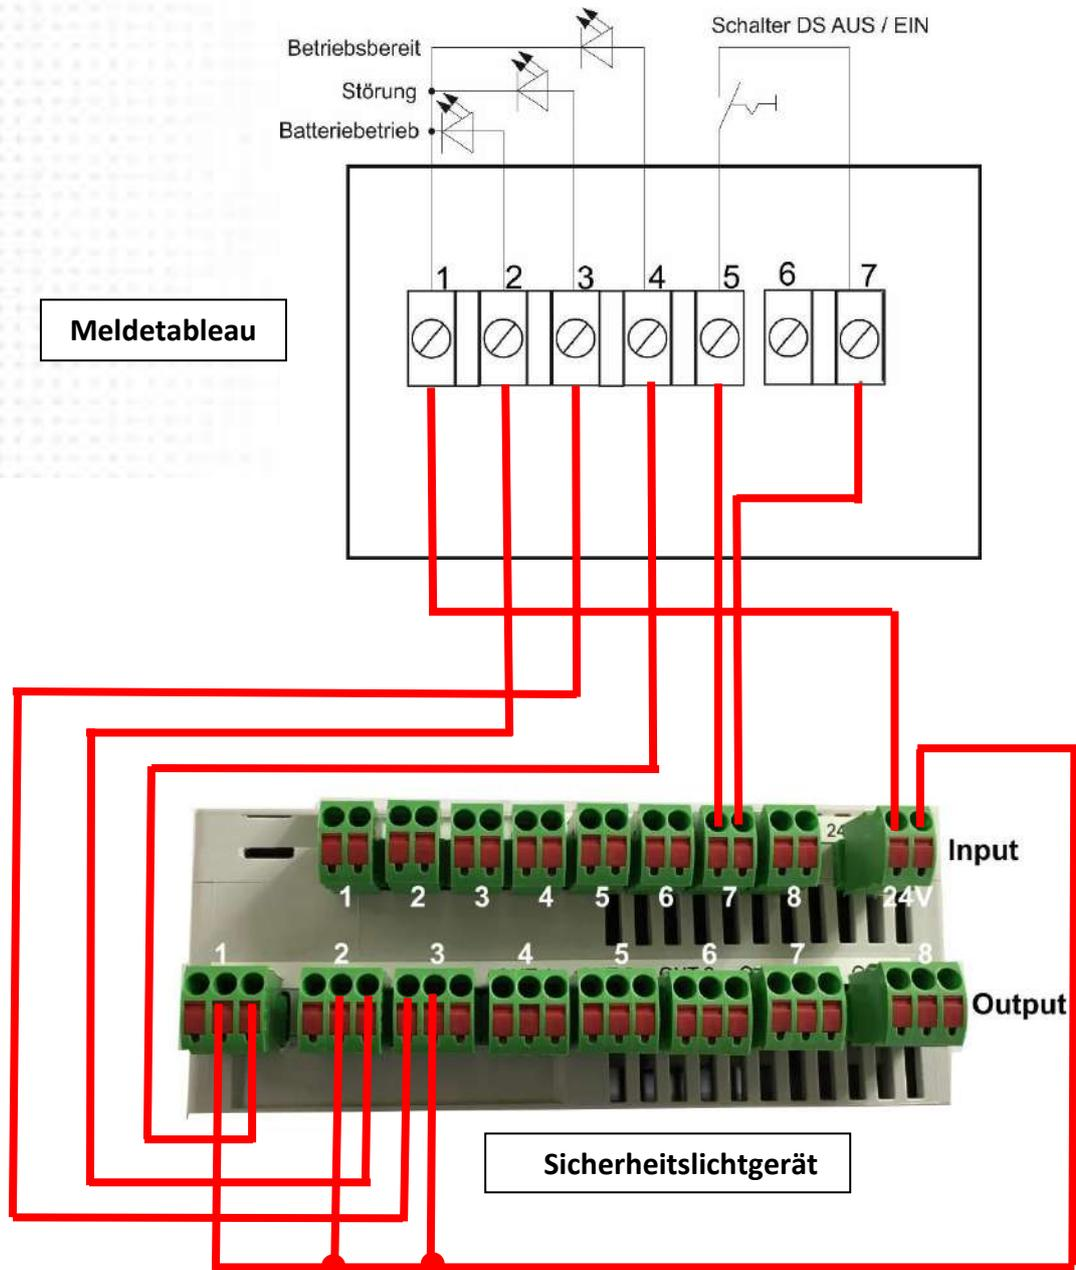 Schalter DS AUS / EIN
Betriebsbereit
Störung
Batteriebetrieb
1 2 3 4 5 6 7
Meldetableau
24
Input
1 2 3 4 5 6 7 8 24V
1 2 3 4 5 6 7 8
Output
Sicherheitslichtgerät